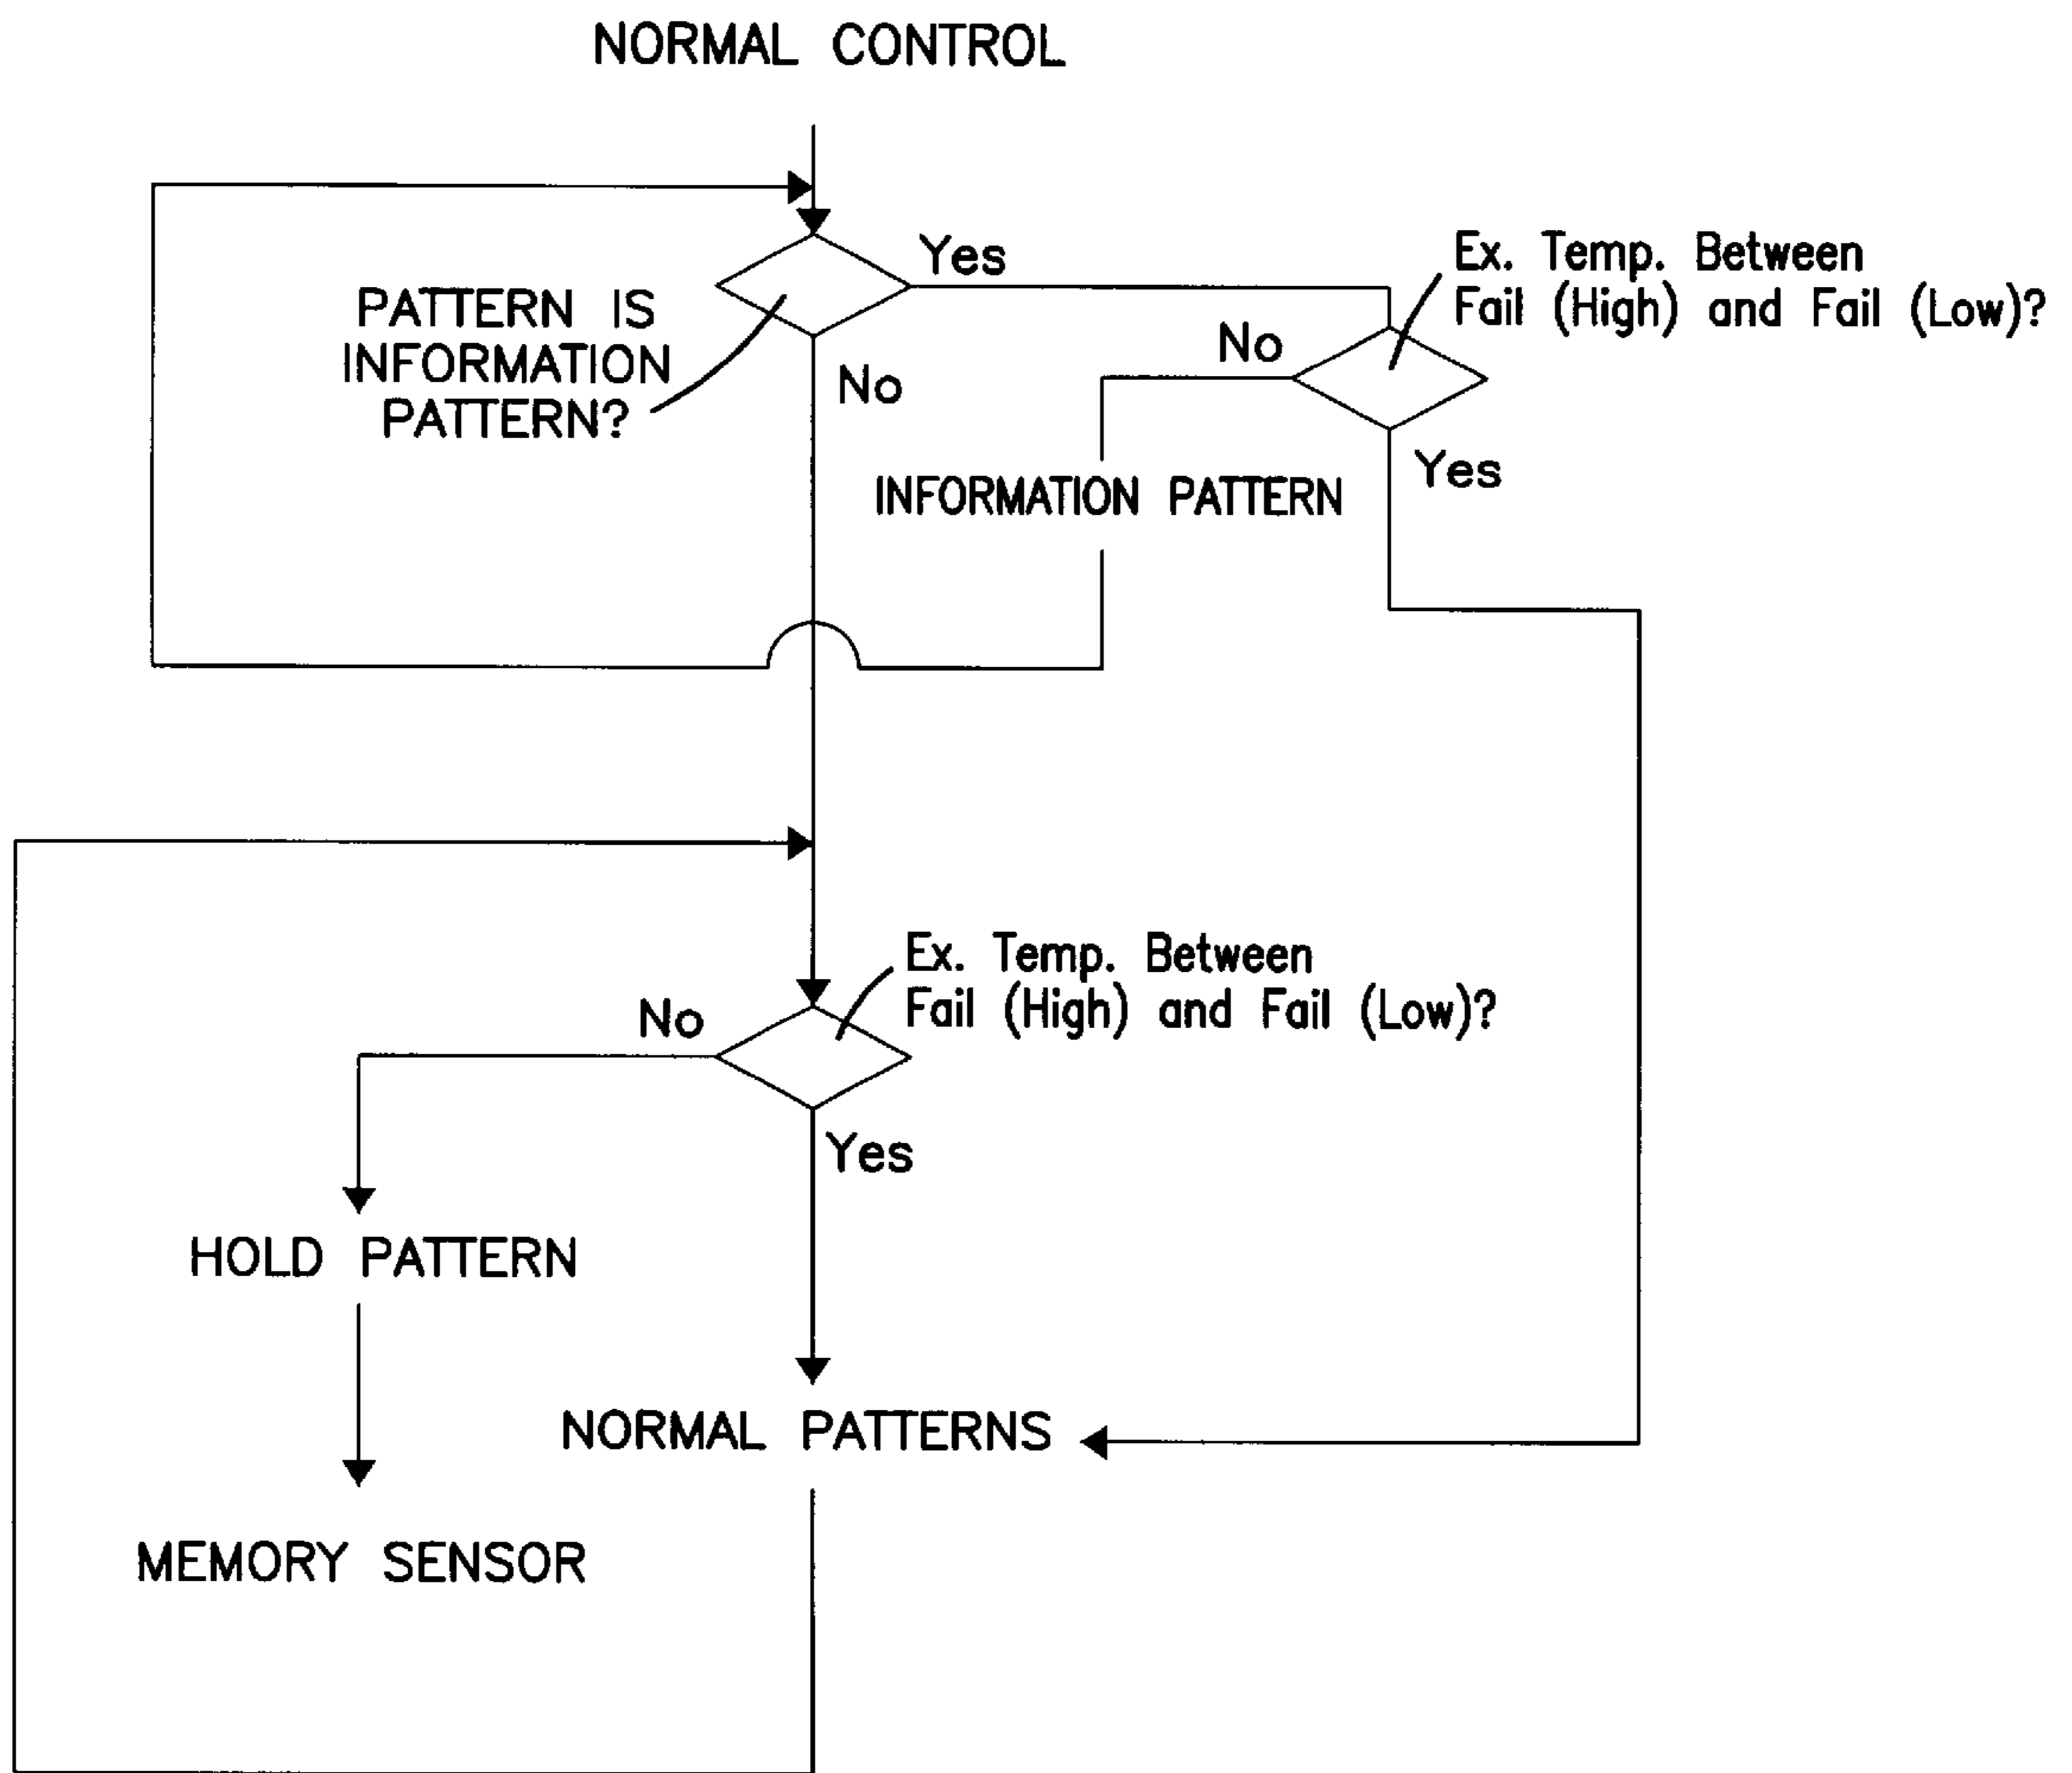 NORMAL CONTROL
Yes
Ex. Temp. Between
Fail (High) and Fail (Low)?
PATTERN IS
INFORMATION
PATTERN?
No
No
Yes
INFORMATION PATTERN
Ex. Temp. Between
Fail (High) and Fail (Low)?
No
Yes
HOLD PATTERN
NORMAL PATTERNS
MEMORY SENSOR